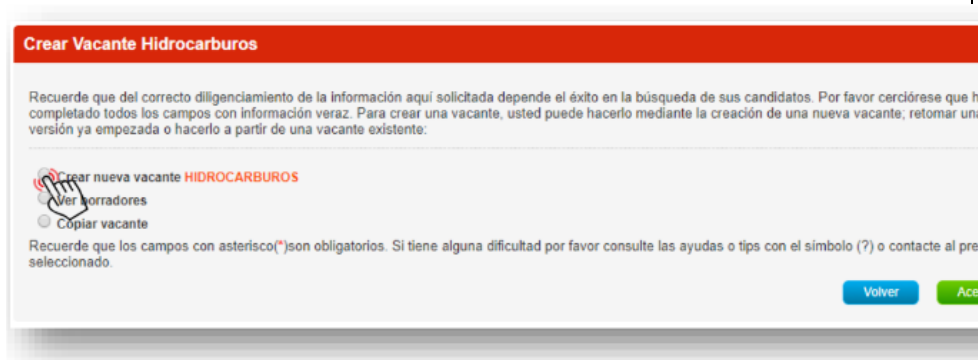 Crear Vacante Hidrocarburos
Recuerde que del correcto diligenciamiento de la información aquí solicitada depende el éxito en la búsqueda de sus candidatos. Por favor cerciórese que
completado todos los campos con información veraz. Para crear una vacante, usted puede hacerlo mediante la creación de una nueva vacante; retomar
versión ya empezada o hacerlo a partir de una vacante existente:
Crear nueva vacante HIDROCARBUROS
Ver borradores
Copiar vacante
Recuerde que los campos con asterisco(*)son obligatorios. Si tiene alguna dificultad por favor consulte las ayudas o tips con el símbolo (?) o contacte al
seleccionado.
Volver